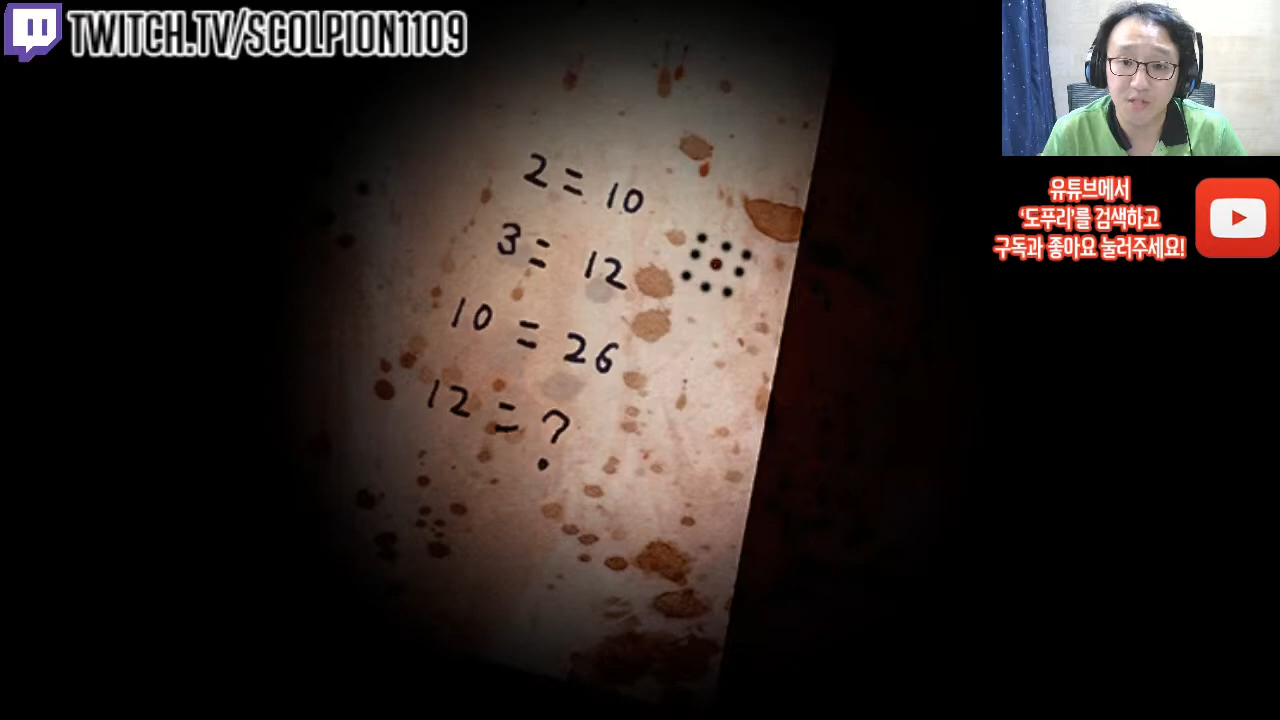 TWITCH.TV/SCOLPION1109
2 = 10
3 = 12
10 = 26
12 = ?
유튜브에서
'도푸리'를 검색하고
구독과 좋아요 눌러주세요!